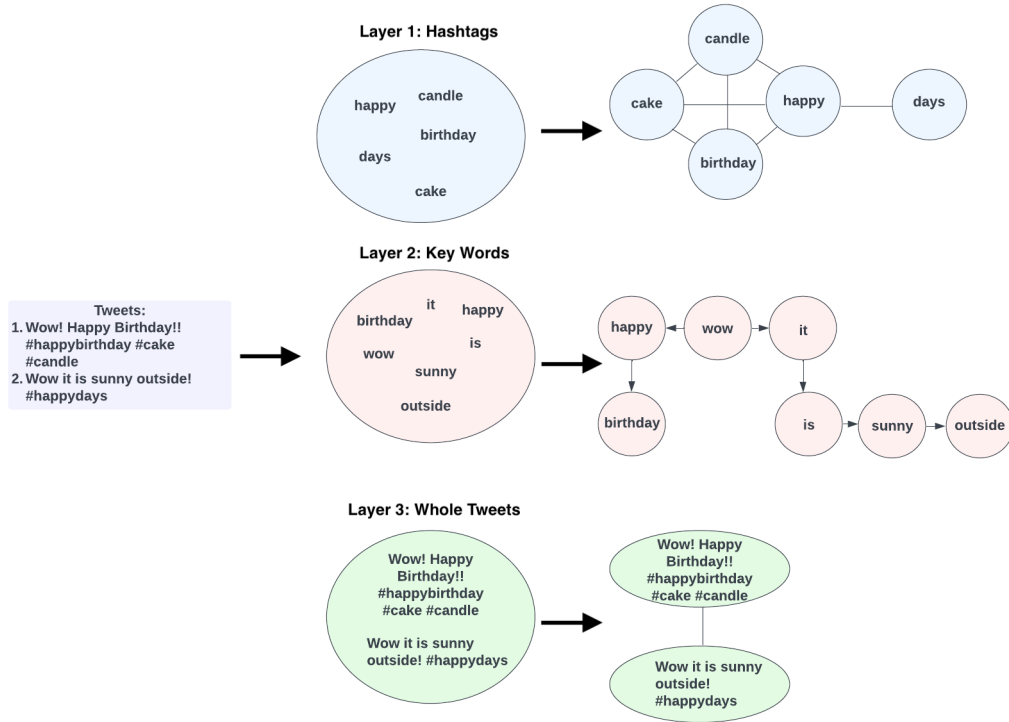 Layer 1: Hashtags
happy
candle
birthday
days
cake
candle
cake
happy
days
birthday
Tweets:
1. Wow! Happy Birthday!!
#happybirthday #cake
#candle
2. Wow it is sunny outside!
#happydays
Layer 2: Key Words
it
happy
birthday
is
wow
sunny
outside
happy
wow
it
birthday
is
sunny
outside
Layer 3: Whole Tweets
Wow! Happy
Birthday!!
#happybirthday
#cake #candle
Wow it is sunny
outside! #happydays
Wow! Happy
Birthday!!
#happybirthday
#cake #candle
Wow it is sunny
outside!
#happydays